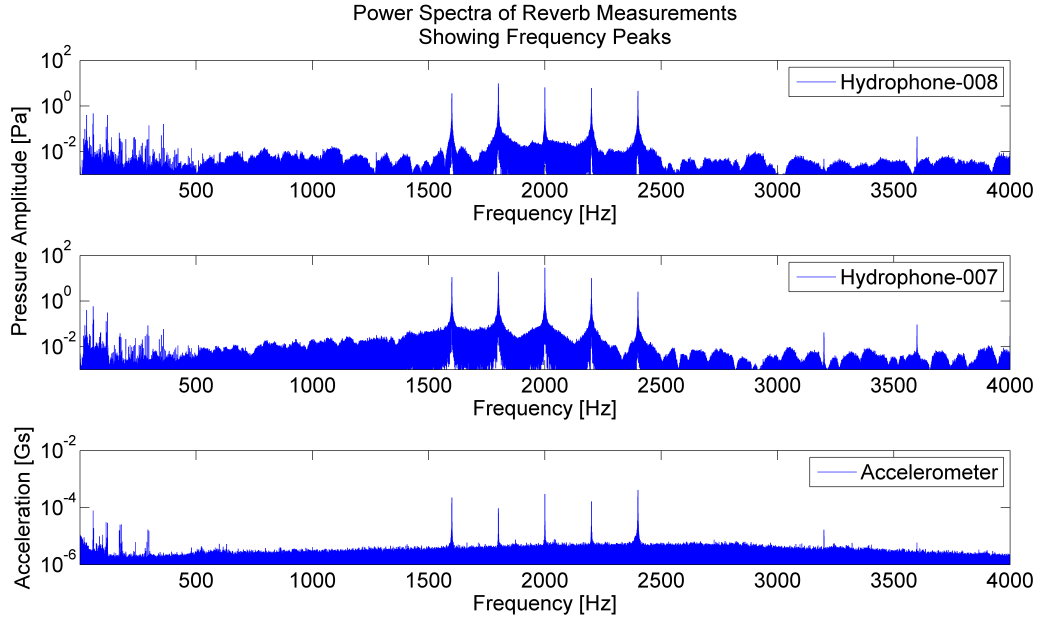 Power Spectra of Reverb Measurements
Showing Frequency Peaks
Pressure Amplitude [Pa]
10^2
10^0
10^-2
Hydrophone-008
500 1000 1500 2000 2500 3000 3500 4000
Frequency [Hz]
10^2
10^0
10^-2
Hydrophone-007
500 1000 1500 2000 2500 3000 3500 4000
Frequency [Hz]
Acceleration [Gs]
10^-2
10^-4
10^-6
Accelerometer
500 1000 1500 2000 2500 3000 3500 4000
Frequency [Hz]